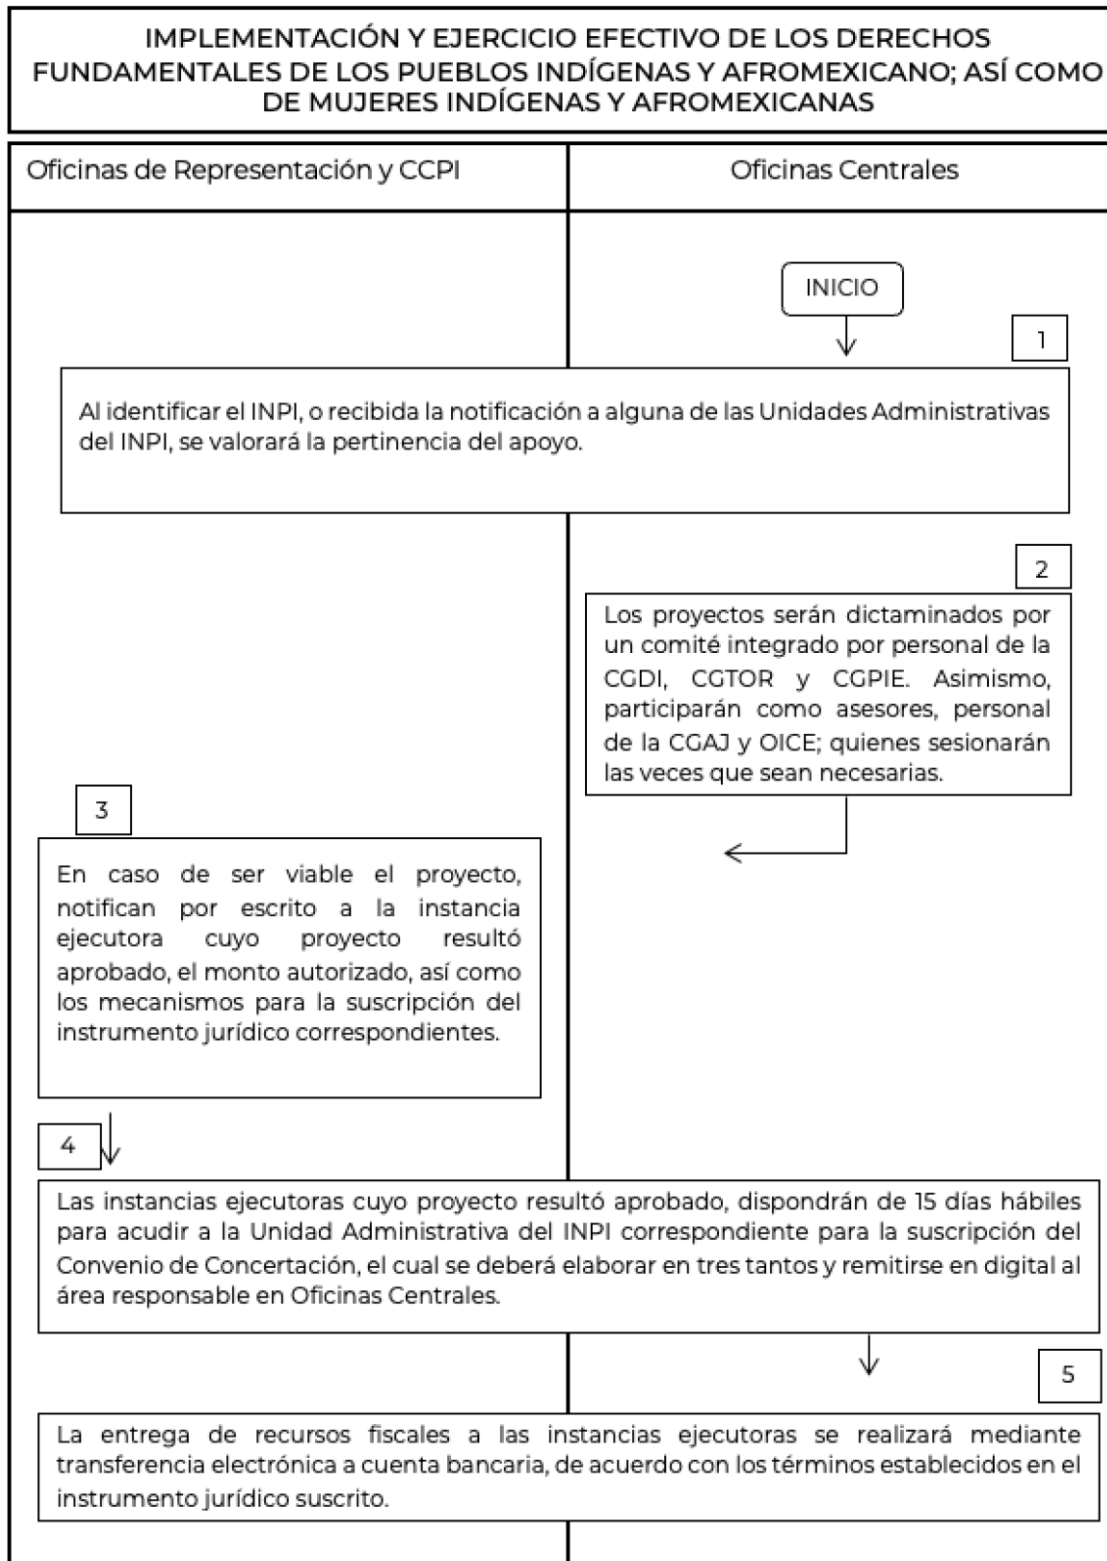 IMPLEMENTACIÓN Y EJERCICIO EFECTIVO DE LOS DERECHOS
FUNDAMENTALES DE LOS PUEBLOS INDÍGENAS Y AFROMEXICANO; ASÍ COMO
DE MUJERES INDÍGENAS Y AFROMEXICANAS
Oficinas de Representación y CCPI
Oficinas Centrales
INICIO
1
Al identificar el INPI, o recibida la notificación a alguna de las Unidades Administrativas
del INPI, se valorará la pertinencia del apoyo.
2
Los proyectos serán dictaminados por
un comité integrado por personal de la
CGDI, CGTOR y CGPIE. Asimismo,
participarán como asesores, personal
de la CGAJ y OICE; quienes sesionarán
las veces que sean necesarias.
3
En caso de ser viable el proyecto,
notifican por escrito a la instancia
ejecutora cuyo proyecto resultó
aprobado, el monto autorizado, así como
los mecanismos para la suscripción del
instrumento jurídico correspondientes.
4
Las instancias ejecutoras cuyo proyecto resultó aprobado, dispondrán de 15 días hábiles
para acudir a la Unidad Administrativa del INPI correspondiente para la suscripción del
Convenio de Concertación, el cual se deberá elaborar en tres tantos y remitirse en digital al
área responsable en Oficinas Centrales.
5
La entrega de recursos fiscales a las instancias ejecutoras se realizará mediante
transferencia electrónica a cuenta bancaria, de acuerdo con los términos establecidos en el
instrumento jurídico suscrito.